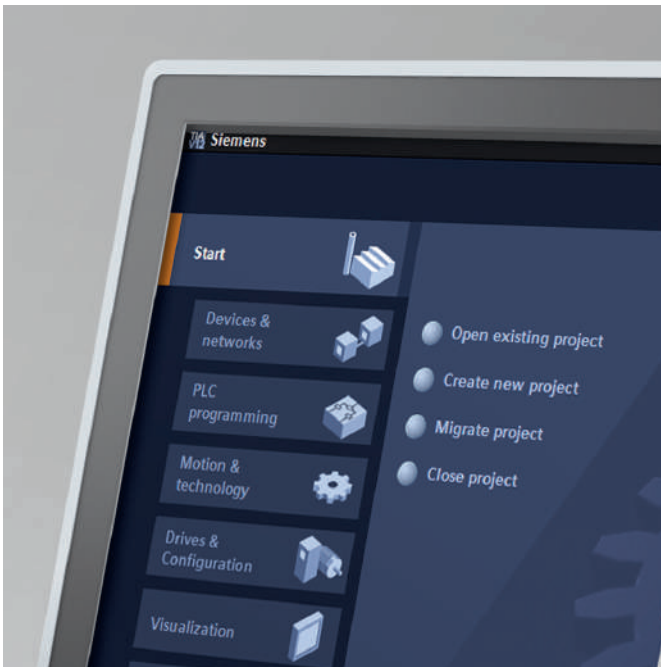 Siemens
Start
Devices &
networks
PLC
programming
Motion &
technology
Drives &
Configuration
Visualization
Open existing project
Create new project
Migrate project
Close project